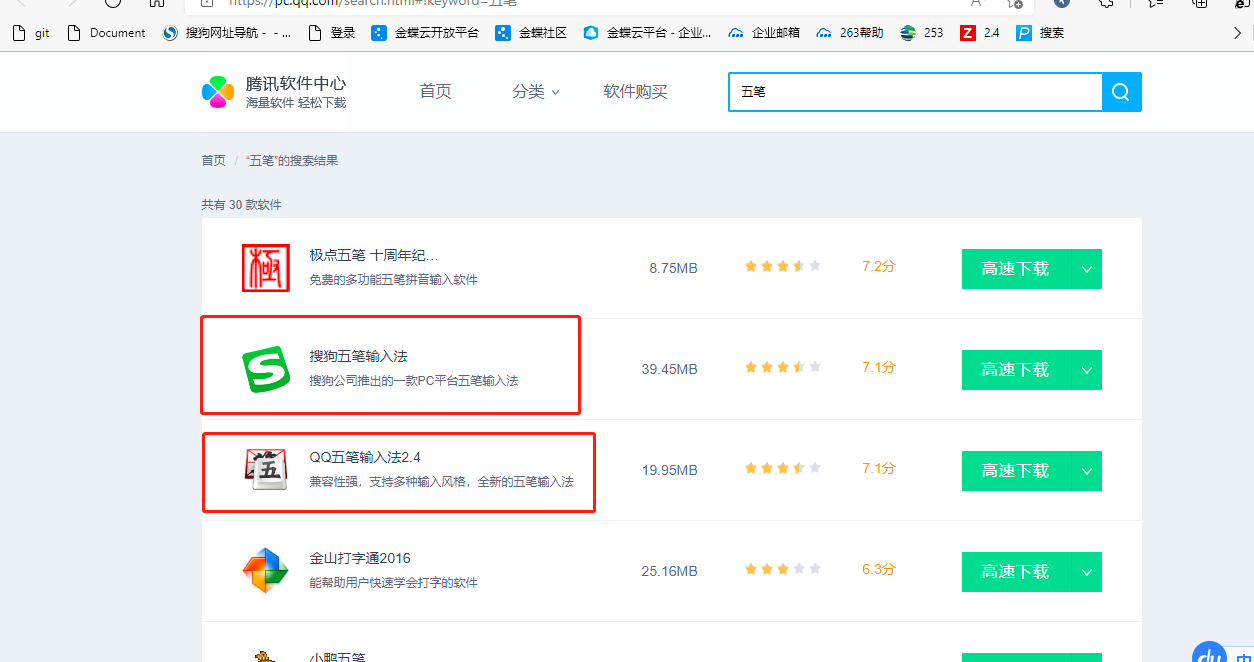 https://pc.qq.com/search.html#!keyword=五笔
git Document 搜狗网址导航 - - ... 登录 金蝶云开放平台 金蝶社区 金蝶云平台 - 企业... 企业邮箱 263帮助 253 2.4 搜索
腾讯软件中心
海量软件 轻松下载
首页 分类 软件购买
五笔
首页 / “五笔”的搜索结果
共有 30 款软件
極
极点五笔 十周年纪...
免费的多功能五笔拼音输入软件
8.75MB
7.2分
高速下载
搜狗五笔输入法
搜狗公司推出的一款PC平台五笔输入法
39.45MB
7.1分
高速下载
QQ五笔输入法2.4
兼容性强，支持多种输入风格，全新的五笔输入法
19.95MB
7.1分
高速下载
金山打字通2016
能帮助用户快速学会打字的软件
25.16MB
6.3分
高速下载
小鸭五笔
du 中